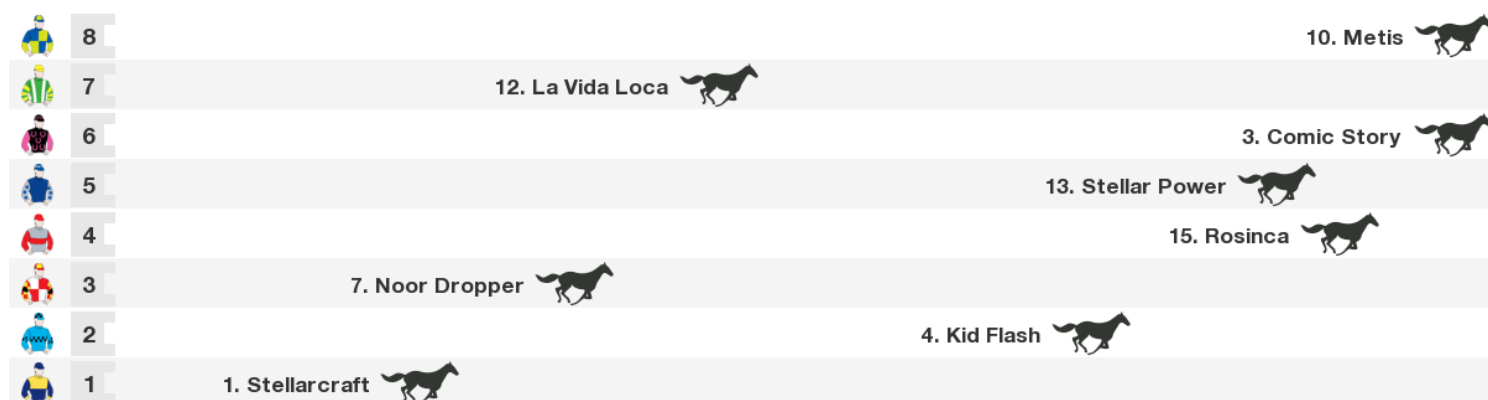 8 10. Metis
7 12. La Vida Loca
6 3. Comic Story
5 13. Stellar Power
4 15. Rosinca
3 7. Noor Dropper
2 4. Kid Flash
1 1. Stellarcraft